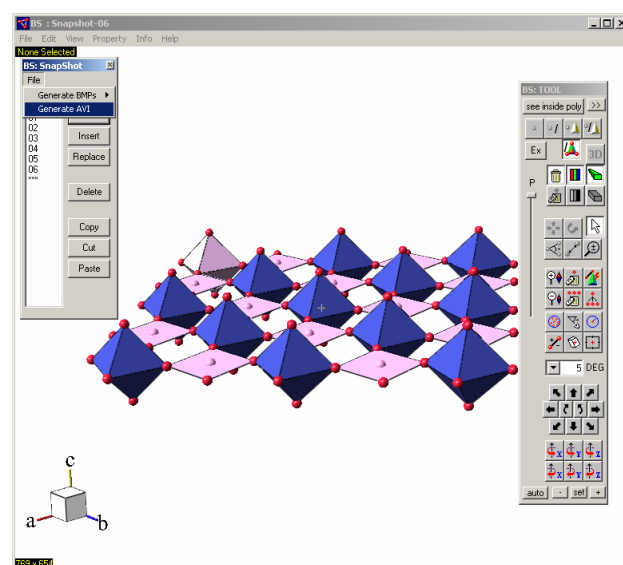 BS : Snapshot-06
File Edit View Property Info Help
None Selected
BS: SnapShot
File
Generate BMPs
Generate AVI
02
03
04
05
06
***
Insert
Replace
Delete
Copy
Cut
Paste
BS: TOOL
see inside poly >>
Ex
3D
P
5 DEG
X Y Z
X Y Z
auto - set +
c
a
b
769 x 654